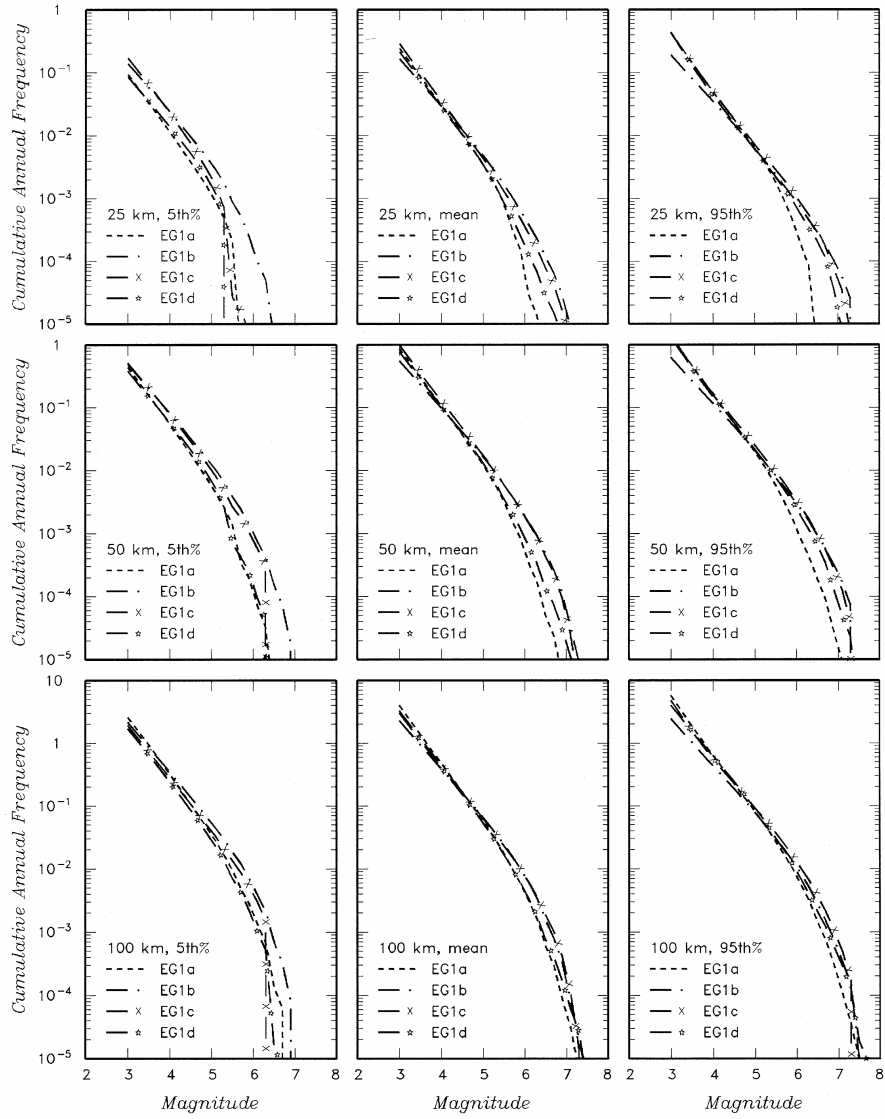 Cumulative Annual Frequency
1
10⁻¹
10⁻²
10⁻³
10⁻⁴
10⁻⁵
25 km, 5th%
EG1a
EG1b
EG1c
EG1d
25 km, mean
EG1a
EG1b
EG1c
EG1d
25 km, 95th%
EG1a
EG1b
EG1c
EG1d
Cumulative Annual Frequency
1
10⁻¹
10⁻²
10⁻³
10⁻⁴
10⁻⁵
50 km, 5th%
EG1a
EG1b
EG1c
EG1d
50 km, mean
EG1a
EG1b
EG1c
EG1d
50 km, 95th%
EG1a
EG1b
EG1c
EG1d
Cumulative Annual Frequency
10
1
10⁻¹
10⁻²
10⁻³
10⁻⁴
10⁻⁵
100 km, 5th%
EG1a
EG1b
EG1c
EG1d
100 km, mean
EG1a
EG1b
EG1c
EG1d
100 km, 95th%
EG1a
EG1b
EG1c
EG1d
2 3 4 5 6 7 8
2 3 4 5 6 7 8
2 3 4 5 6 7 8
Magnitude
Magnitude
Magnitude